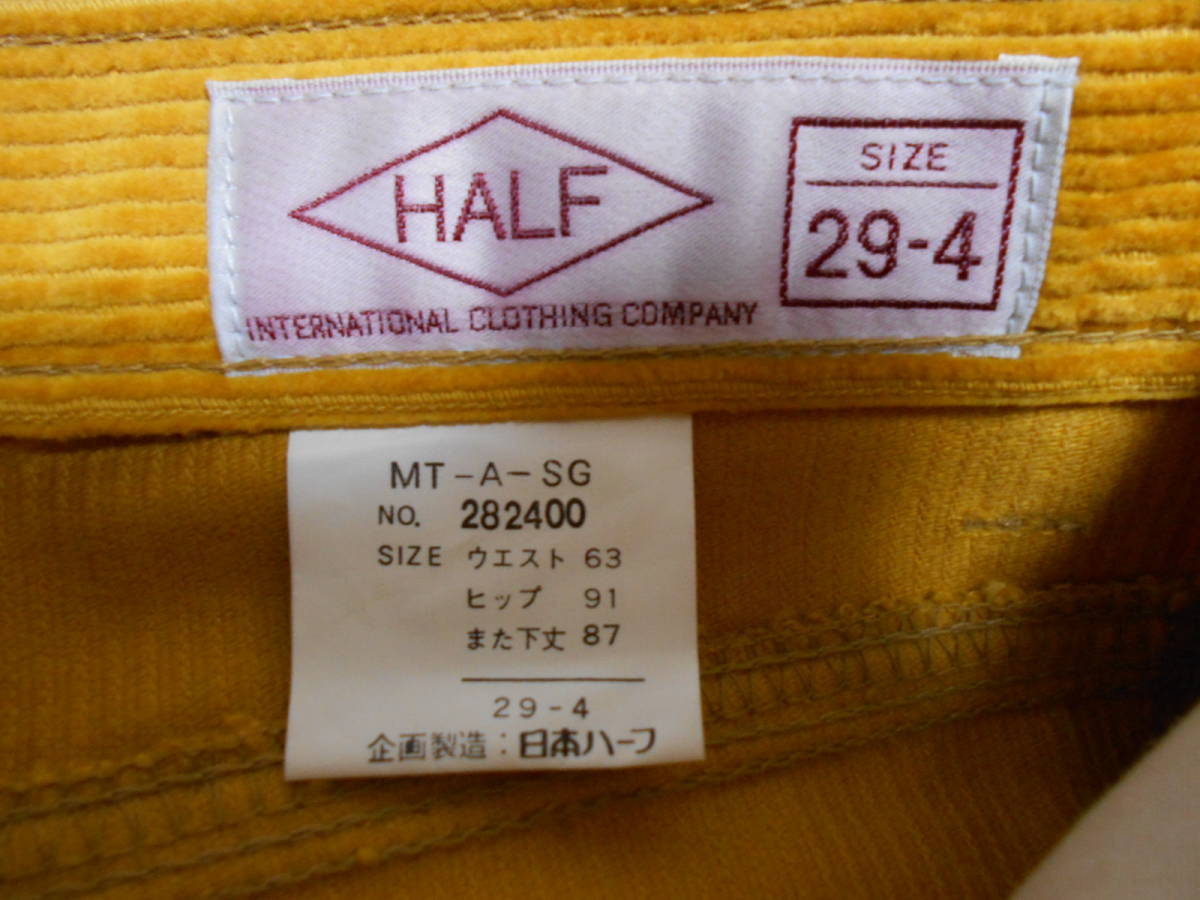 HALF
INTERNATIONAL CLOTHING COMPANY
SIZE
29-4
MT-A-SG
NO. 282400
SIZE ウエスト 63
ヒップ 91
また下丈 87
29-4
企画製造:日本ハーフ